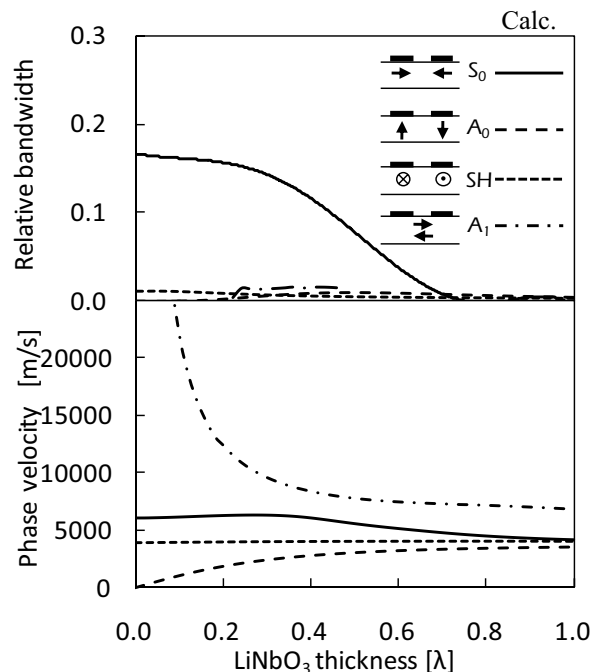 Calc.
Relative bandwidth
0.3
0.2
0.1
0.0
S₀
A₀
SH
A₁
Phase velocity [m/s]
20000
15000
10000
5000
0
0.0 0.2 0.4 0.6 0.8 1.0
LiNbO₃ thickness [λ]